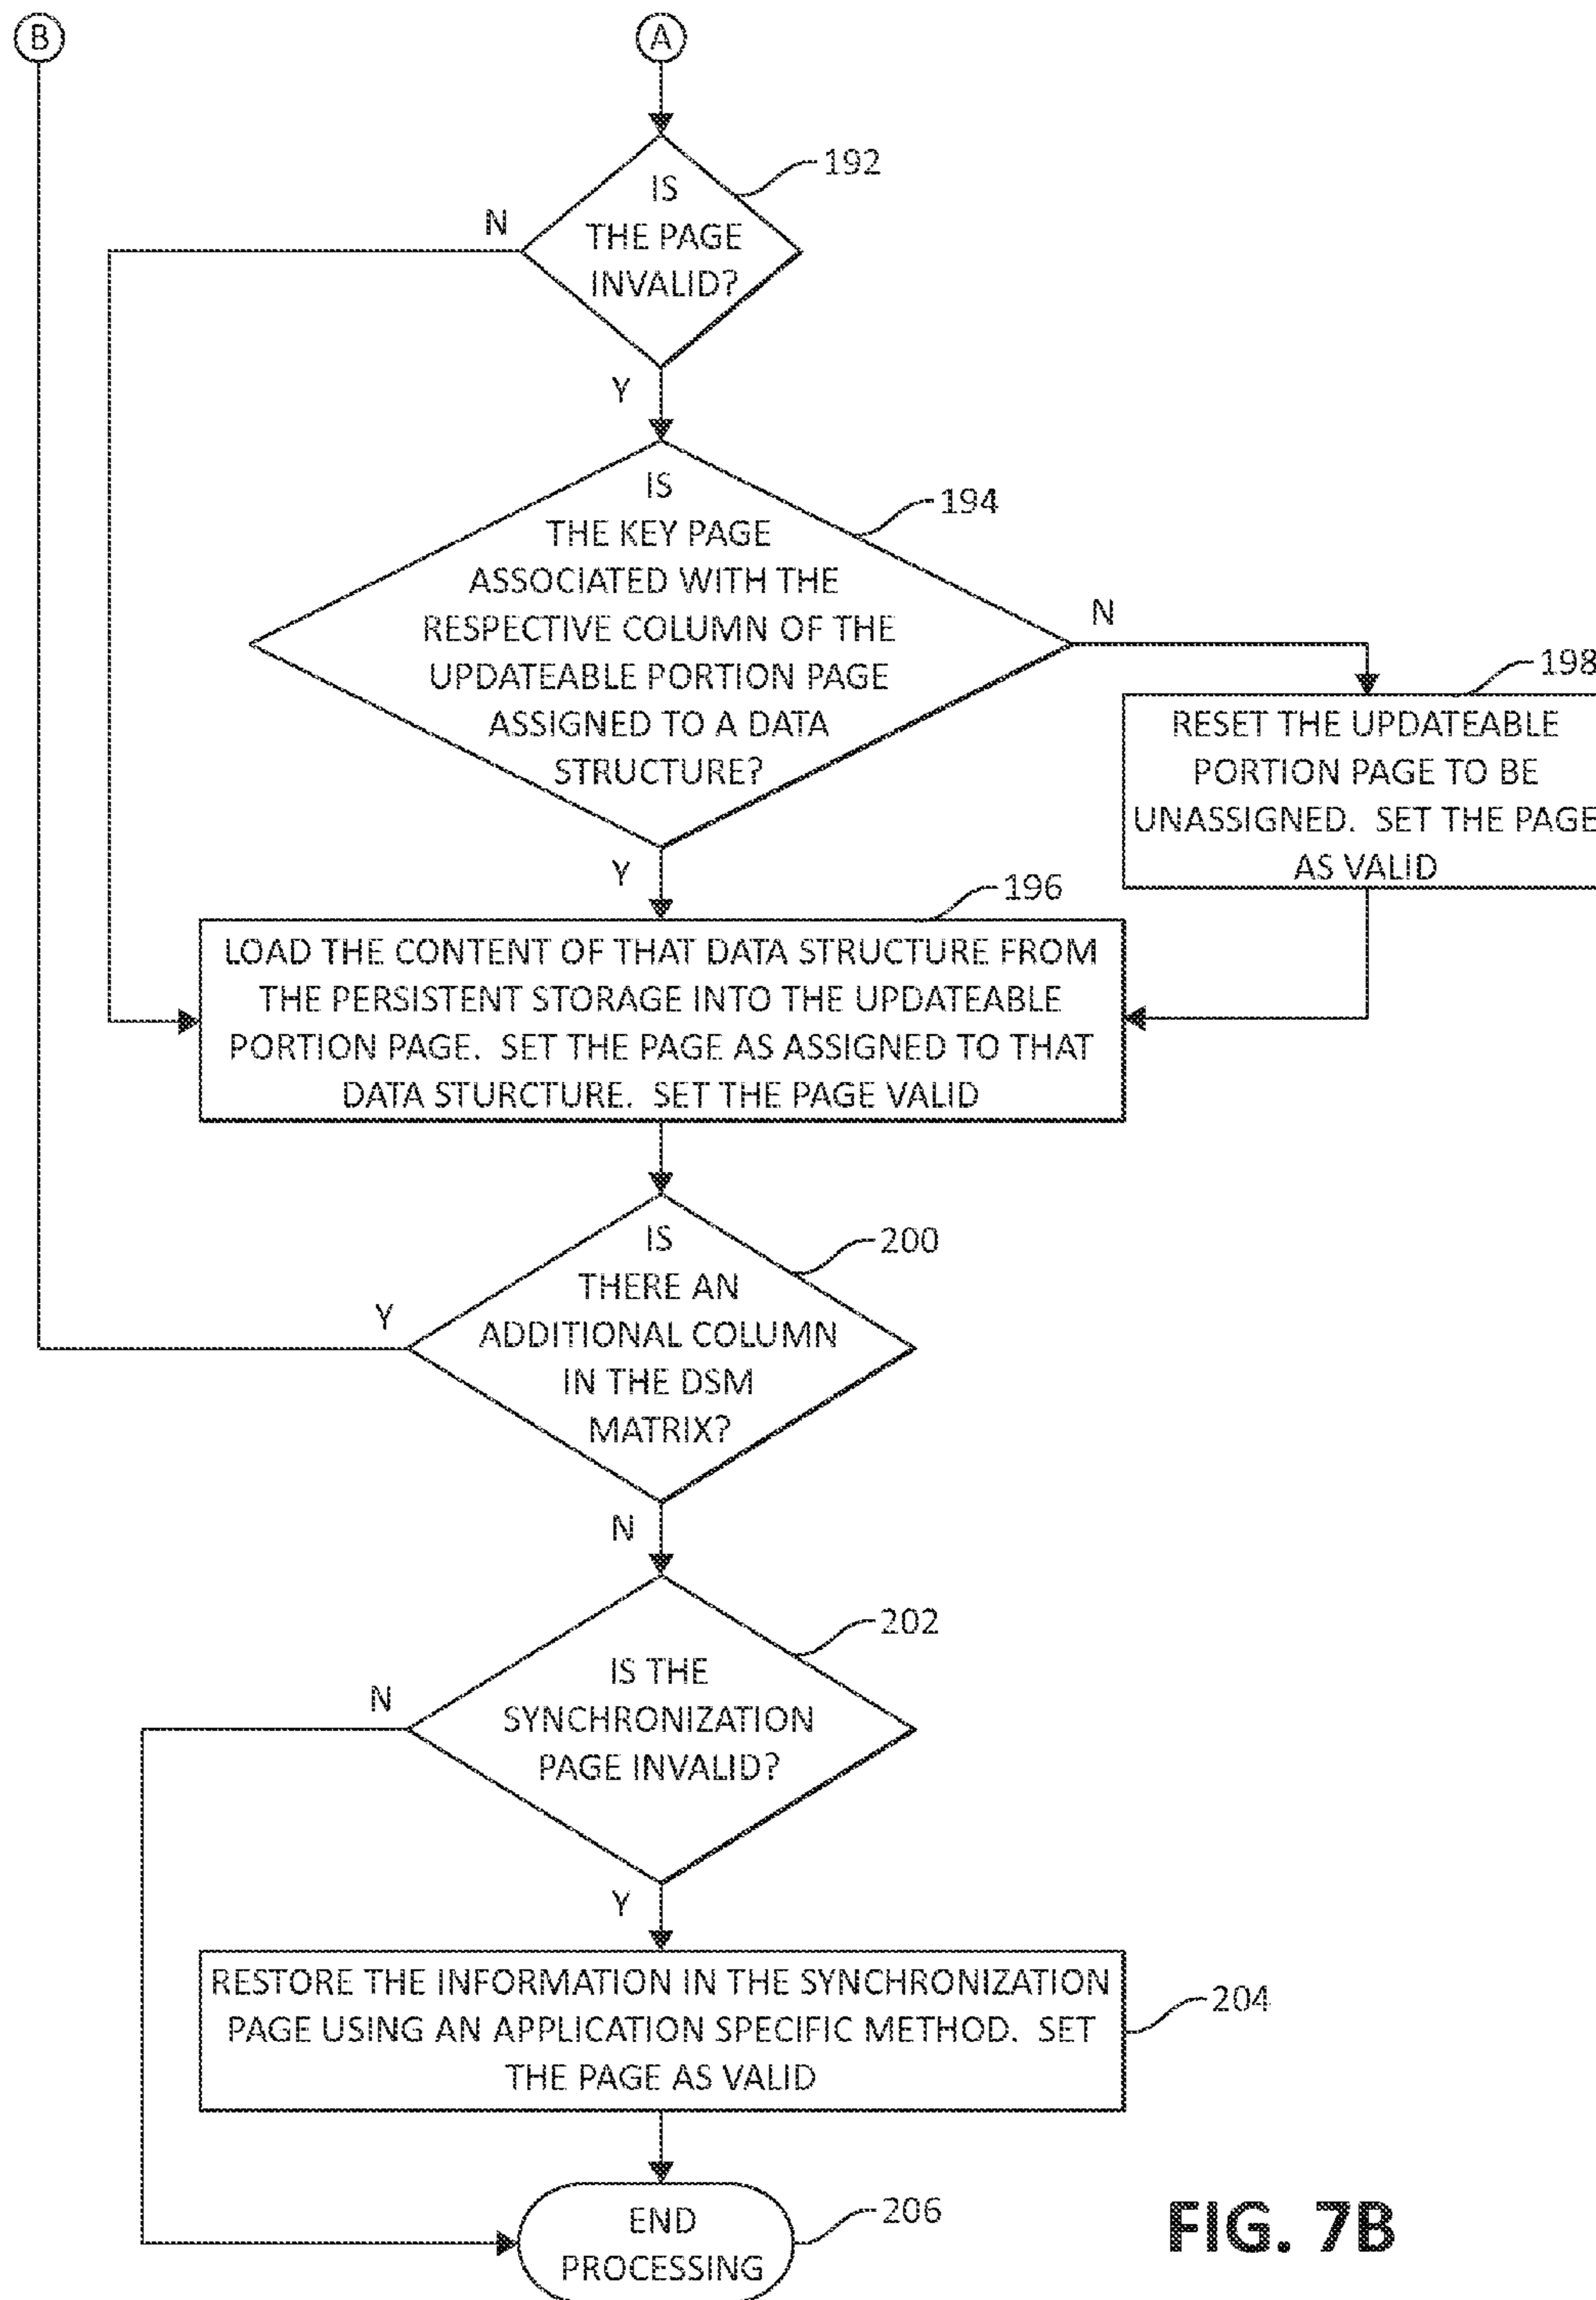 B
A
192
IS
THE PAGE
INVALID?
N
Y
194
IS
THE KEY PAGE
ASSOCIATED WITH THE
RESPECTIVE COLUMN OF THE
UPDATEABLE PORTION PAGE
ASSIGNED TO A DATA
STRUCTURE?
N
Y
198
RESET THE UPDATEABLE
PORTION PAGE TO BE
UNASSIGNED. SET THE PAGE
AS VALID
196
LOAD THE CONTENT OF THAT DATA STRUCTURE FROM
THE PERSISTENT STORAGE INTO THE UPDATEABLE
PORTION PAGE. SET THE PAGE AS ASSIGNED TO THAT
DATA STURCTURE. SET THE PAGE VALID
200
IS
THERE AN
ADDITIONAL COLUMN
IN THE DSM
MATRIX?
Y
N
202
IS THE
SYNCHRONIZATION
PAGE INVALID?
N
Y
RESTORE THE INFORMATION IN THE SYNCHRONIZATION
PAGE USING AN APPLICATION SPECIFIC METHOD. SET
THE PAGE AS VALID
204
END
PROCESSING
206
FIG. 7B